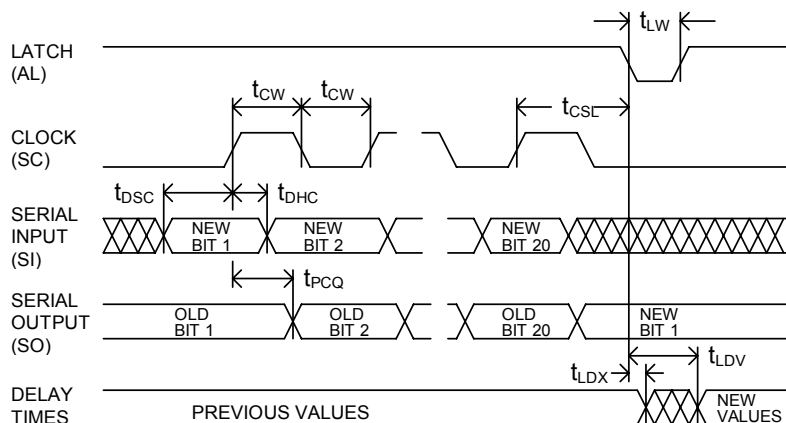 LATCH
(AL)
tLW
tCW
tCW
tCSL
CLOCK
(SC)
tDSC
tDHC
SERIAL
INPUT
(SI)
NEW
BIT 1
NEW
BIT 2
NEW
BIT 20
tPCQ
SERIAL
OUTPUT
(SO)
OLD
BIT 1
OLD
BIT 2
OLD
BIT 20
NEW
BIT 1
tLDX
tLDV
DELAY
TIMES
PREVIOUS VALUES
NEW
VALUES